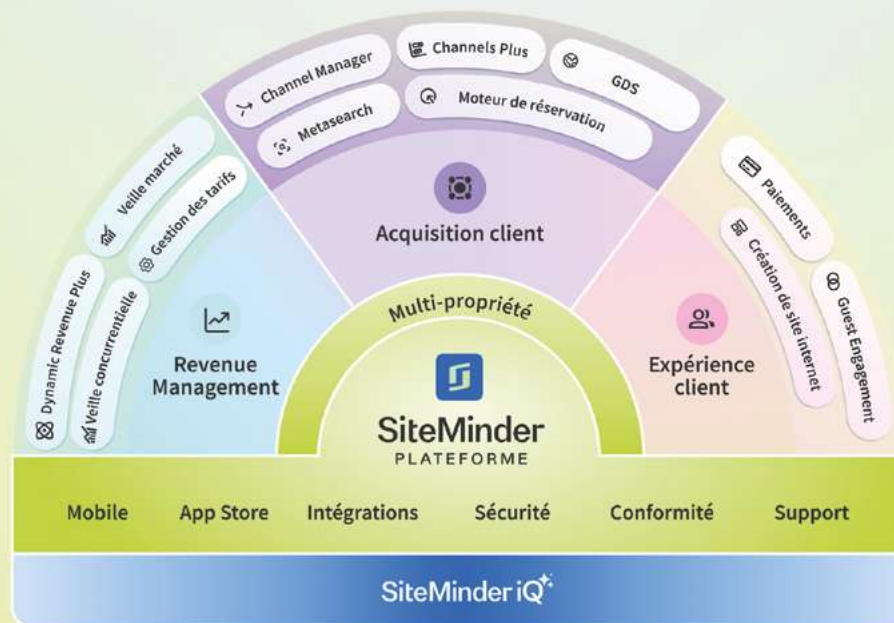 Channel Manager
Channels Plus
GDS
Metasearch
Moteur de réservation
Acquisition client
Veille marché
Gestion des tarifs
Dynamic Revenue Plus
Veille concurrentielle
Revenue
Management
Paiements
Création de site internet
Guest Engagement
Expérience
client
Multi-propriété
SiteMinder
PLATEFORME
Mobile App Store Intégrations Sécurité Conformité Support
SiteMinder iQ